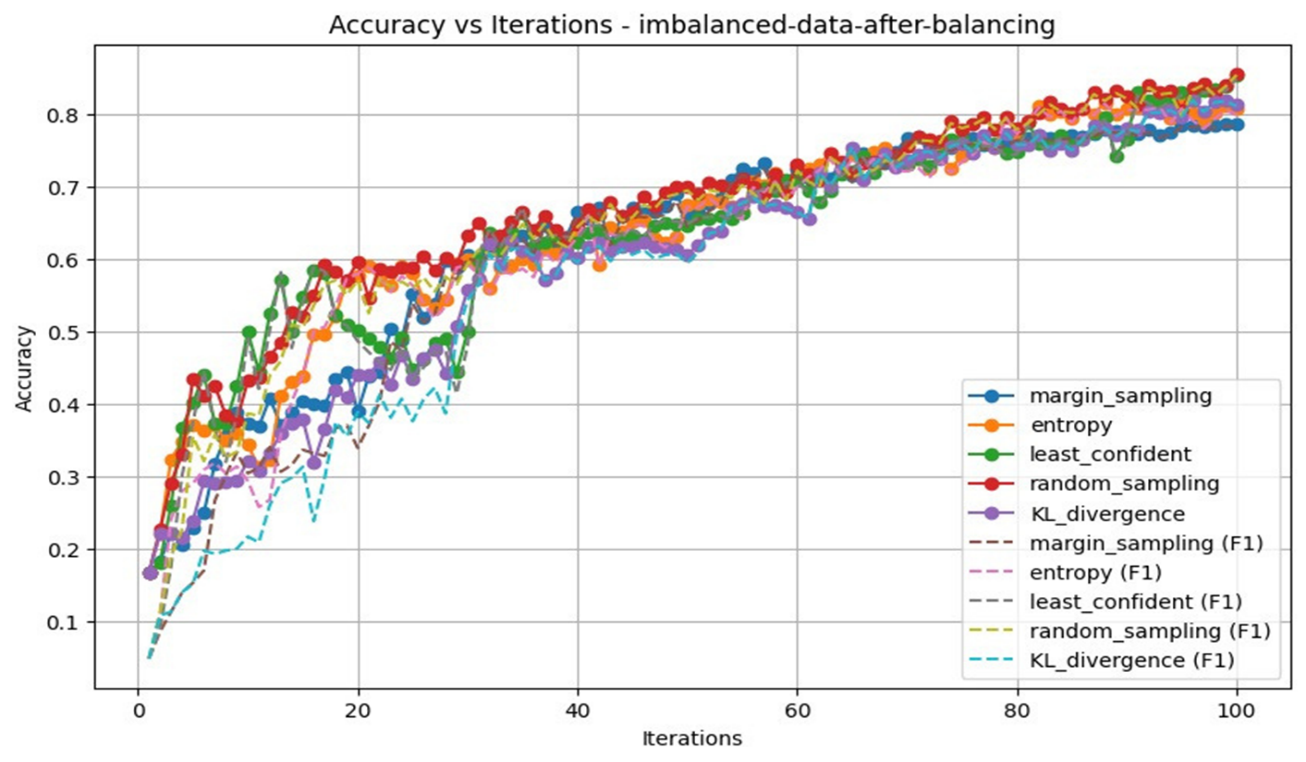 Accuracy vs Iterations - imbalanced-data-after-balancing
Accuracy
0.8
0.7
0.6
0.5
0.4
0.3
0.2
0.1
0 20 40 60 80 100
Iterations
margin_sampling
entropy
least_confident
random_sampling
KL_divergence
margin_sampling (F1)
entropy (F1)
least_confident (F1)
random_sampling (F1)
KL_divergence (F1)